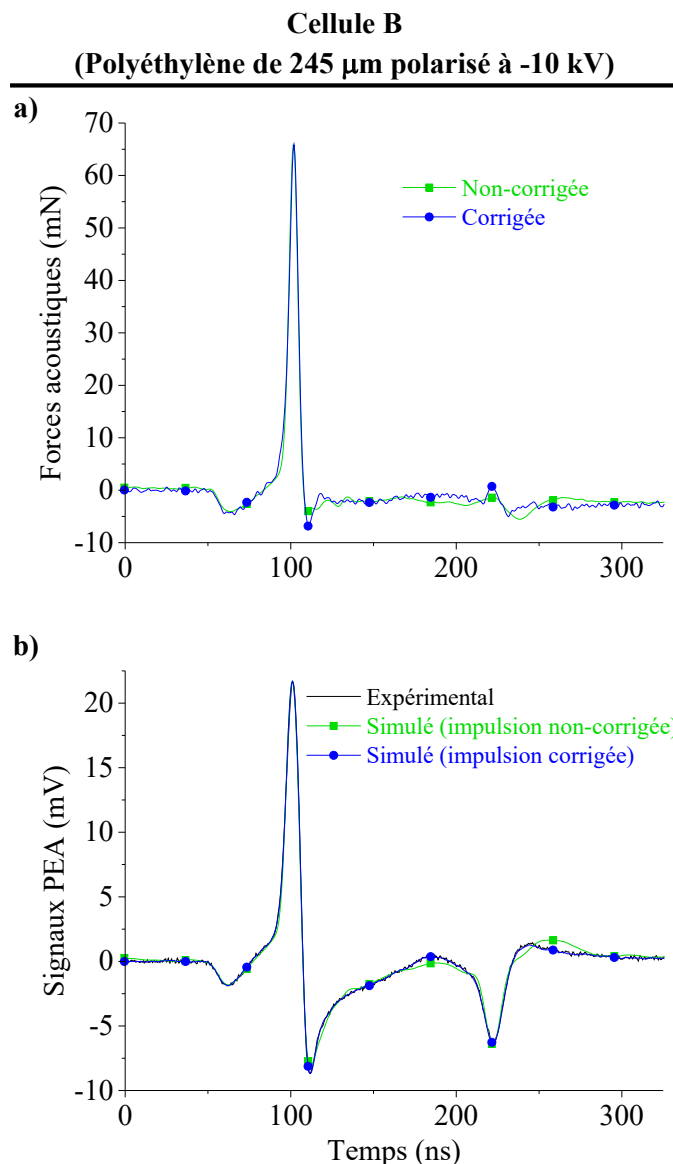 Cellule B
(Polyéthylène de 245 μm polarisé à -10 kV)
a)
70
60
50
40
30
20
10
0
-10
Forces acoustiques (mN)
Non-corrigée
Corrigée
0
100
200
300
b)
20
15
10
5
0
-5
-10
Signaux PEA (mV)
Expérimental
Simulé (impulsion non-corrigée)
Simulé (impulsion corrigée)
0
100
200
300
Temps (ns)